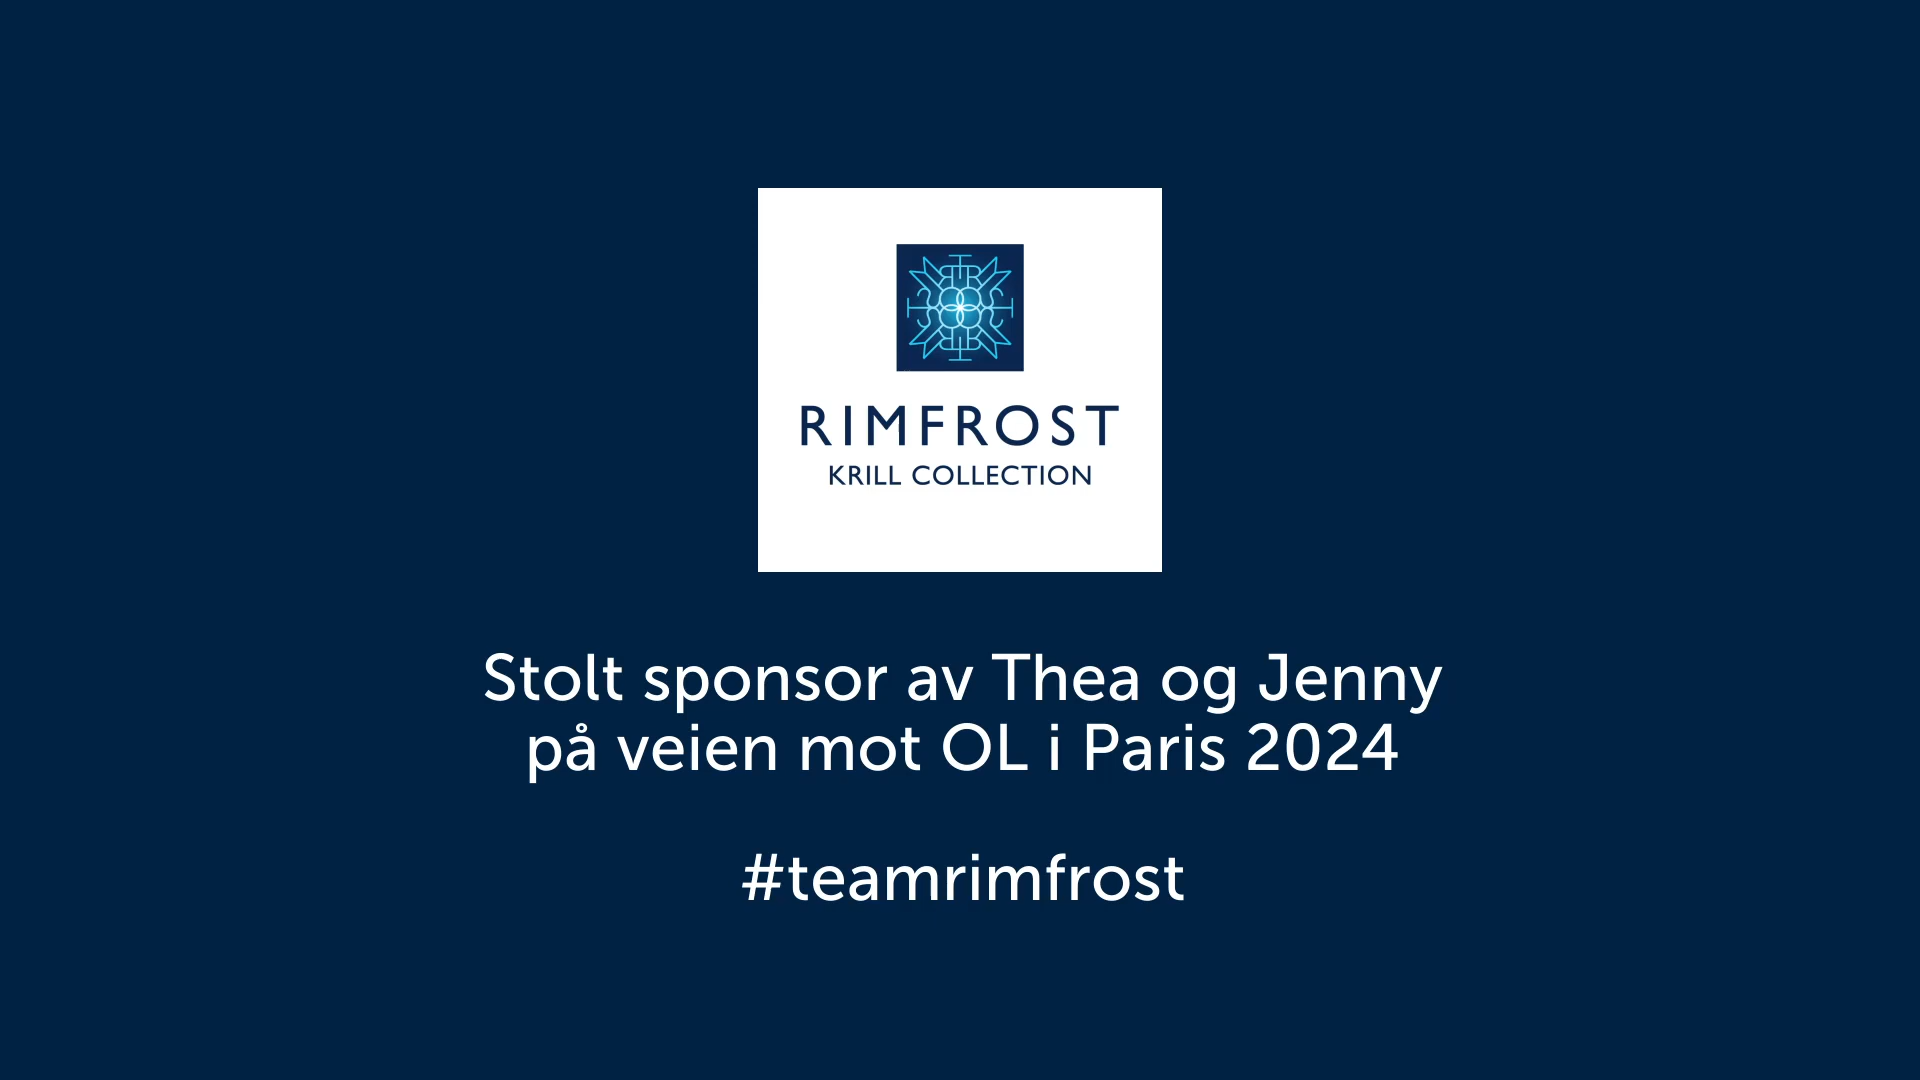 RIMFROST
KRILL COLLECTION
Stolt sponsor av Thea og Jenny
på veien mot OL i Paris 2024
#teamrimfrost